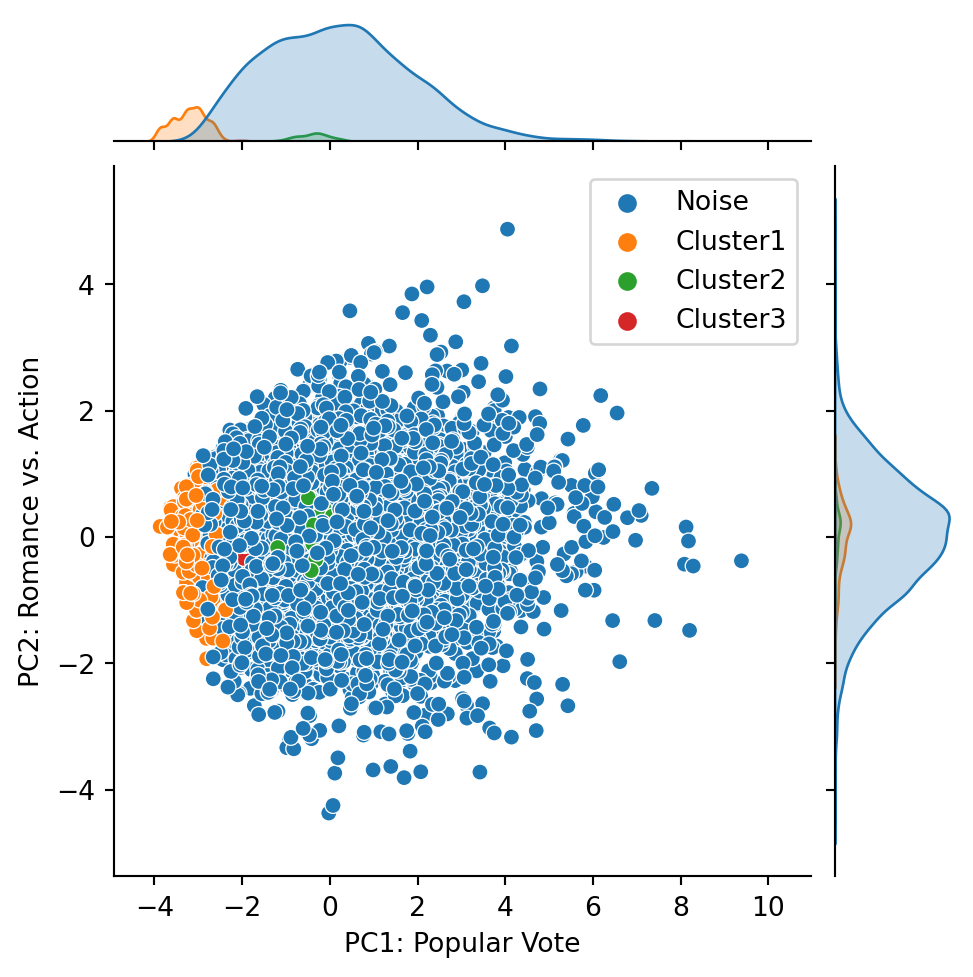 Noise
Cluster1
Cluster2
Cluster3
4
2
0
−2
−4
PC2: Romance vs. Action
−4 −2 0 2 4 6 8 10
PC1: Popular Vote